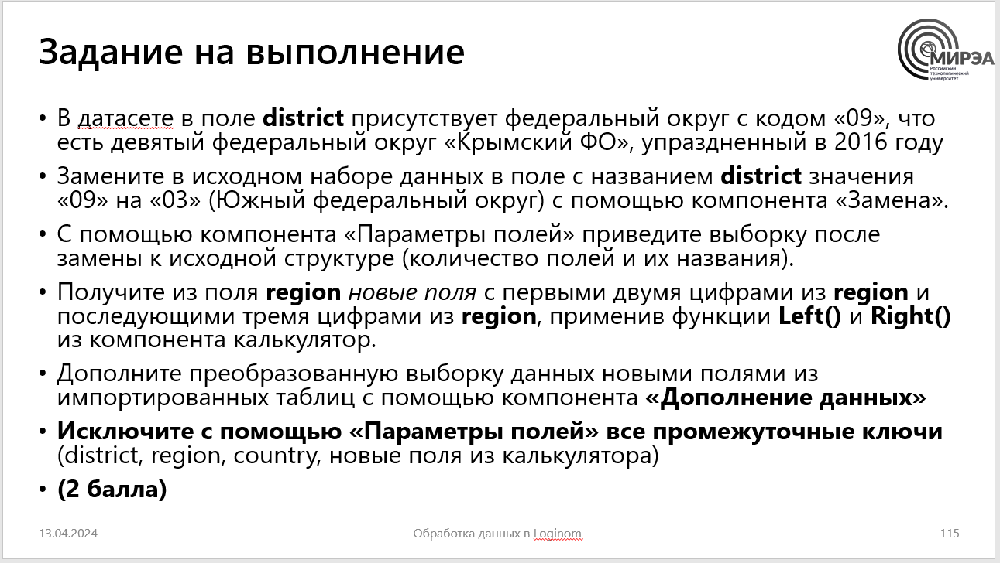 Задание на выполнение
МИРЭА
Российский
технологический
университет
• В датасете в поле district присутствует федеральный округ с кодом «09», что
есть девятый федеральный округ «Крымский ФО», упраздненный в 2016 году
• Замените в исходном наборе данных в поле с названием district значения
«09» на «03» (Южный федеральный округ) с помощью компонента «Замена».
• С помощью компонента «Параметры полей» приведите выборку после
замены к исходной структуре (количество полей и их названия).
• Получите из поля region новые поля с первыми двумя цифрами из region и
последующими тремя цифрами из region, применив функции Left() и Right()
из компонента калькулятор.
• Дополните преобразованную выборку данных новыми полями из
импортированных таблиц с помощью компонента «Дополнение данных»
• Исключите с помощью «Параметры полей» все промежуточные ключи
(district, region, country, новые поля из калькулятора)
• (2 балла)
13.04.2024
Обработка данных в Loginom
115